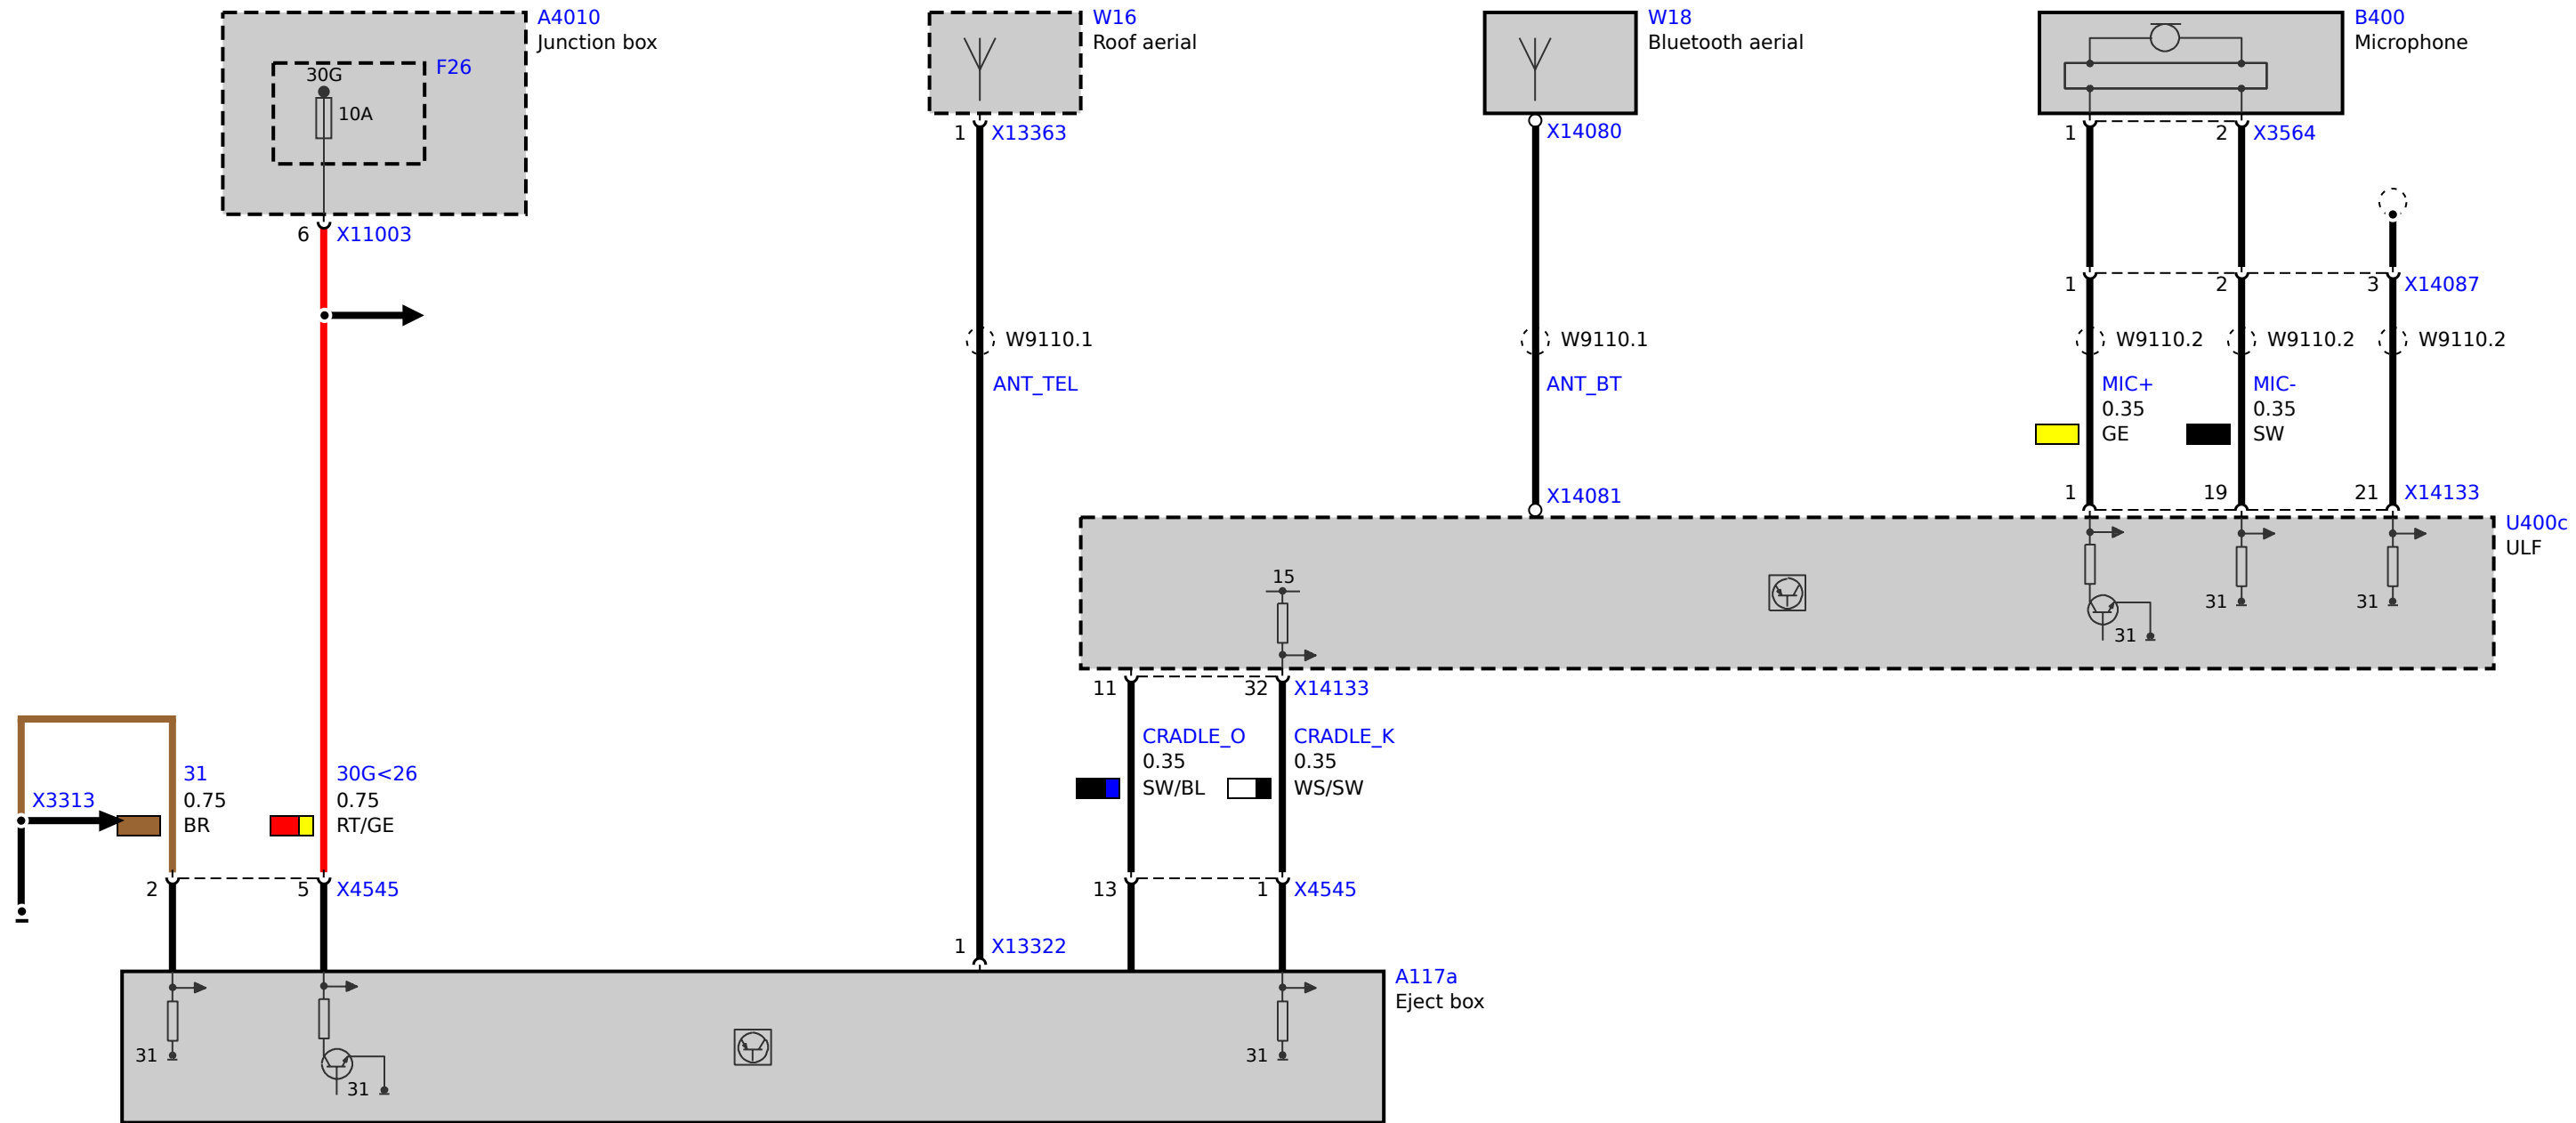 A4010
Junction box
F26
30G
10A
6 X11003
W16
Roof aerial
1 X13363
W18
Bluetooth aerial
X14080
B400
Microphone
1 2 X3564
1 2 3 X14087
W9110.1
W9110.1
W9110.2
W9110.2
W9110.2
ANT_TEL
ANT_BT
MIC+
0.35
GE
MIC-
0.35
SW
X14081
1 19 21 X14133
U400c
ULF
15
31
31
31
11 32 X14133
CRADLE_O
0.35
SW/BL
CRADLE_K
0.35
WS/SW
X3313
31
0.75
BR
30G<26
0.75
RT/GE
2 5 X4545
13 1 X4545
1 X13322
A117a
Eject box
31
31
31